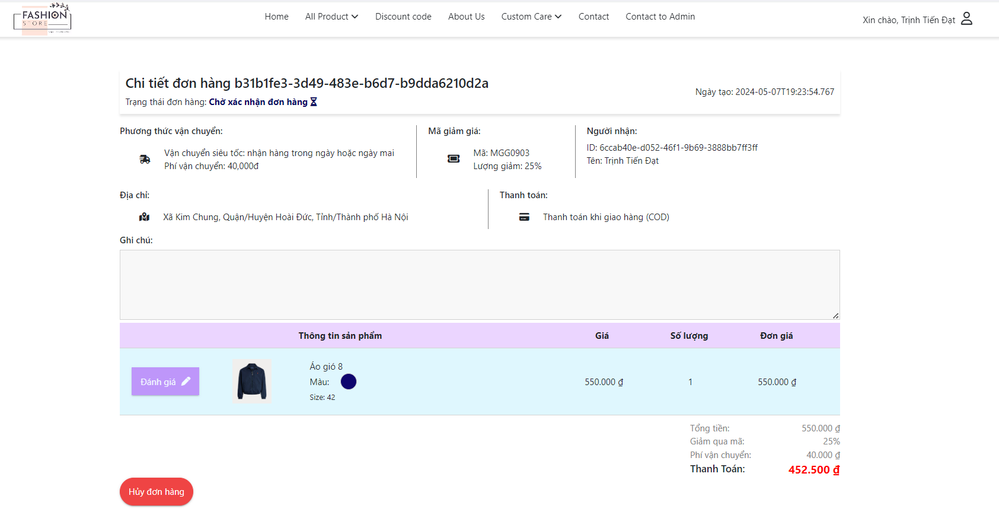 FASHION
STORE
Home All Product Discount code About Us Custom Care Contact Contact to Admin
Xin chào, Trịnh Tiến Đạt
Chi tiết đơn hàng b31b1fe3-3d49-483e-b6d7-b9dda6210d2a
Trạng thái đơn hàng: Chờ xác nhận đơn hàng
Ngày tạo: 2024-05-07T19:23:54.767
Phương thức vận chuyển:
Vận chuyển siêu tốc: nhận hàng trong ngày hoặc ngày mai
Phí vận chuyển: 40,000đ
Mã giảm giá:
Mã: MGG0903
Lượng giảm: 25%
Người nhận:
ID: 6ccab40e-d052-46f1-9b69-3888bb7ff3ff
Tên: Trịnh Tiến Đạt
Địa chỉ:
Xã Kim Chung, Quận/Huyện Hoài Đức, Tỉnh/Thành phố Hà Nội
Thanh toán:
Thanh toán khi giao hàng (COD)
Ghi chú:
Thông tin sản phẩm Giá Số lượng Đơn giá
Đánh giá
Áo gió 8
Màu:
Size: 42
550.000 ₫ 1 550.000 ₫
Tổng tiền: 550.000 ₫
Giảm qua mã: 25%
Phí vận chuyển: 40.000 ₫
Thanh Toán: 452.500 ₫
Hủy đơn hàng